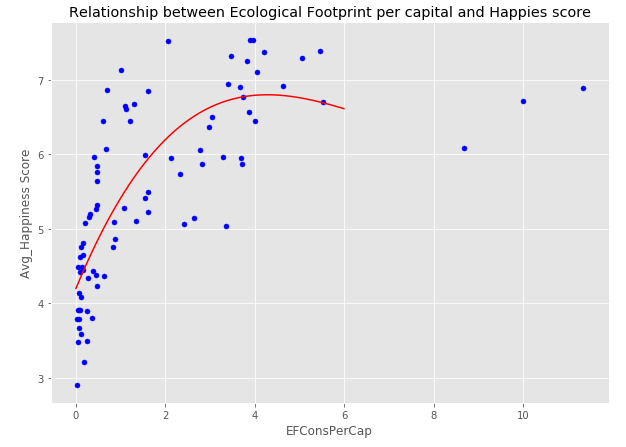 Relationship between Ecological Footprint per capital and Happies score
Avg_Happiness Score
7
6
5
4
3
0 2 4 6 8 10
EFConsPerCap